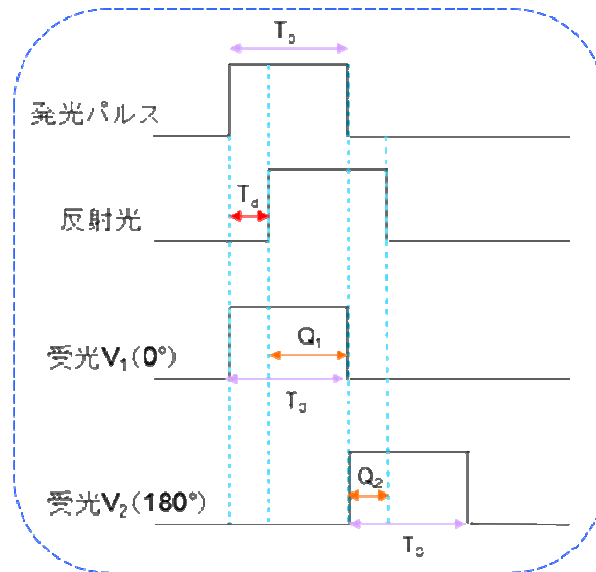 T₀
発光パルス
T_d
反射光
Q₁
受光V₁(0°)
T₀
Q₂
受光V₂(180°)
T₀